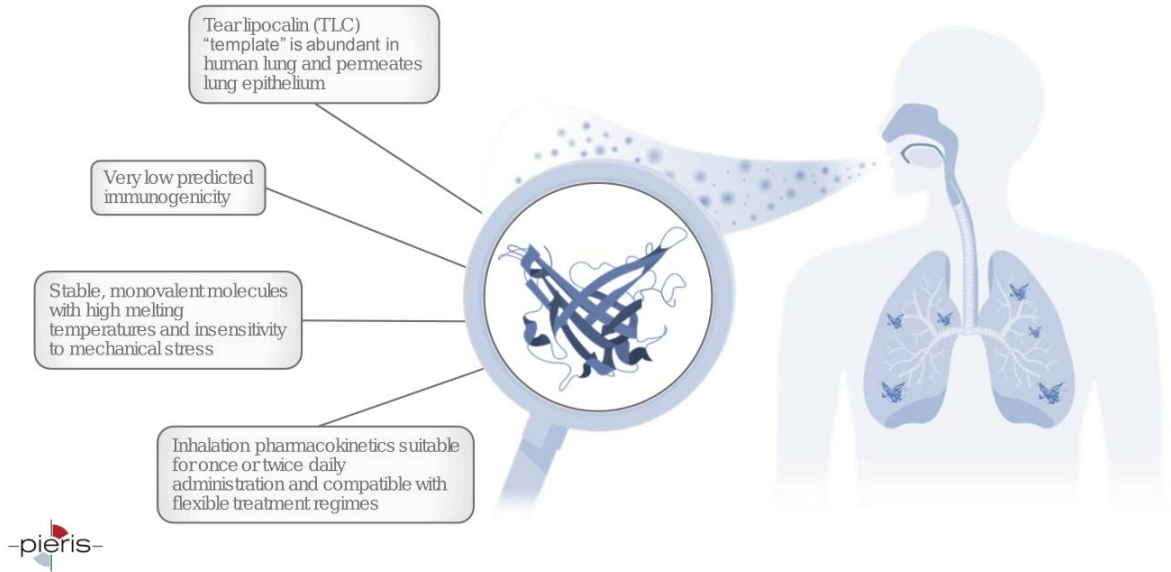 Tear lipocalin (TLC)
“template” is abundant in
human lung and permeates
lung epithelium
Very low predicted
immunogenicity
Stable, monovalent molecules
with high melting
temperatures and insensitivity
to mechanical stress
Inhalation pharmacokinetics suitable
for once or twice daily
administration and compatible with
flexible treatment regimes
-pieris-